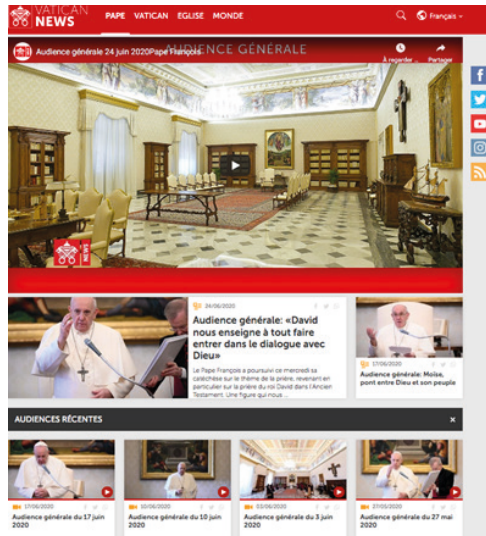 VATICAN
NEWS
PAPE VATICAN EGLISE MONDE
Français
Audience générale 24 juin 2020Pape François
AUDIENCE GÉNÉRALE
À regarder ...
Partager
NEWS
24/06/2020
Audience générale: «David
nous enseigne à tout faire
entrer dans le dialogue avec
Dieu»
Le Pape François a poursuivi ce mercredi sa
catéchèse sur le thème de la prière, revenant en
particulier sur la prière du roi David dans l'Ancien
Testament. Une figure qui nous ...
17/06/2020
Audience générale: Moïse,
pont entre Dieu et son peuple
AUDIENCES RÉCENTES
17/06/2020
Audience générale du 17 juin
2020
10/06/2020
Audience générale du 10 juin
2020
03/06/2020
Audience générale du 3 juin
2020
27/05/2020
Audience générale du 27 mai
2020